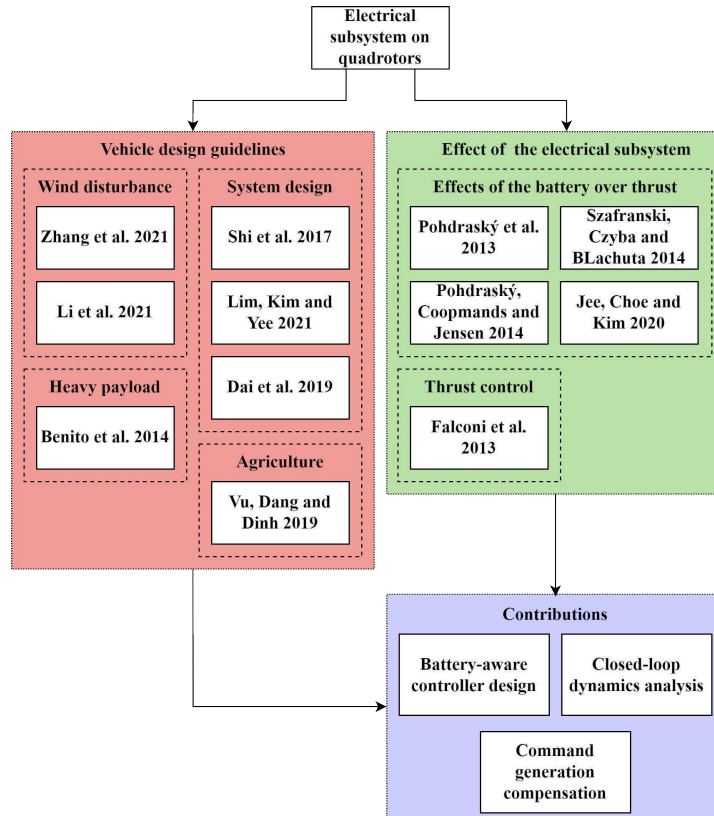 Electrical
subsystem on
quadrotors
Vehicle design guidelines
Wind disturbance
Zhang et al. 2021
Li et al. 2021
Heavy payload
Benito et al. 2014
System design
Shi et al. 2017
Lim, Kim and
Yee 2021
Dai et al. 2019
Agriculture
Vu, Dang and
Dinh 2019
Effect of the electrical subsystem
Effects of the battery over thrust
Pohdraský et al.
2013
Szafranski,
Czyba and
BLachuta 2014
Pohdraský,
Coopmands and
Jensen 2014
Jee, Choe and
Kim 2020
Thrust control
Falconi et al.
2013
Contributions
Battery-aware
controller design
Closed-loop
dynamics analysis
Command
generation
compensation